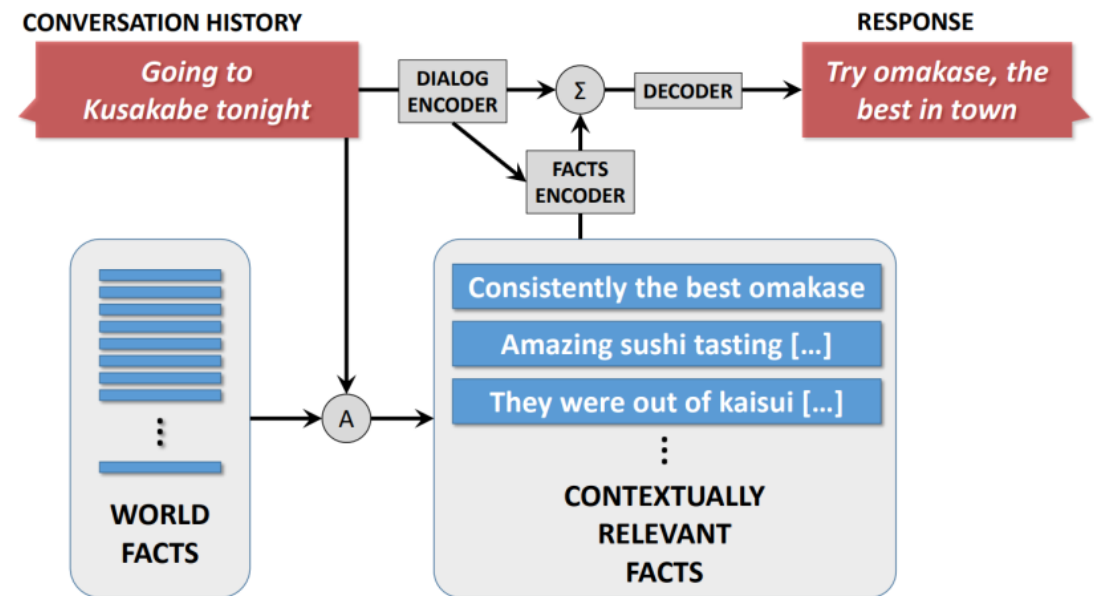 CONVERSATION HISTORY
Going to
Kusakabe tonight
DIALOG
ENCODER
Σ
DECODER
RESPONSE
Try omakase, the
best in town
FACTS
ENCODER
A
WORLD
FACTS
Consistently the best omakase
Amazing sushi tasting [...]
They were out of kaisui [...]
CONTEXTUALLY
RELEVANT
FACTS